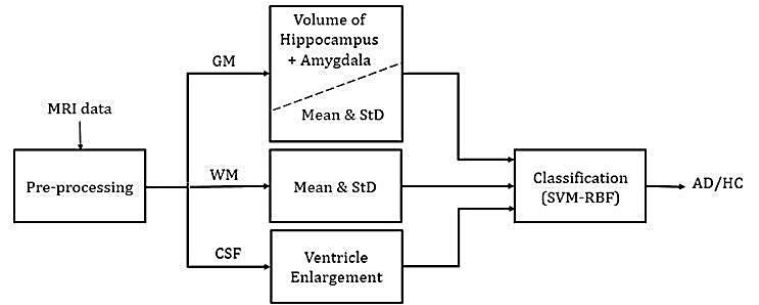 MRI data
Pre-processing
GM
WM
CSF
Volume of
Hippocampus
+ Amygdala
Mean & StD
Mean & StD
Ventricle
Enlargement
Classification
(SVM-RBF)
AD/HC